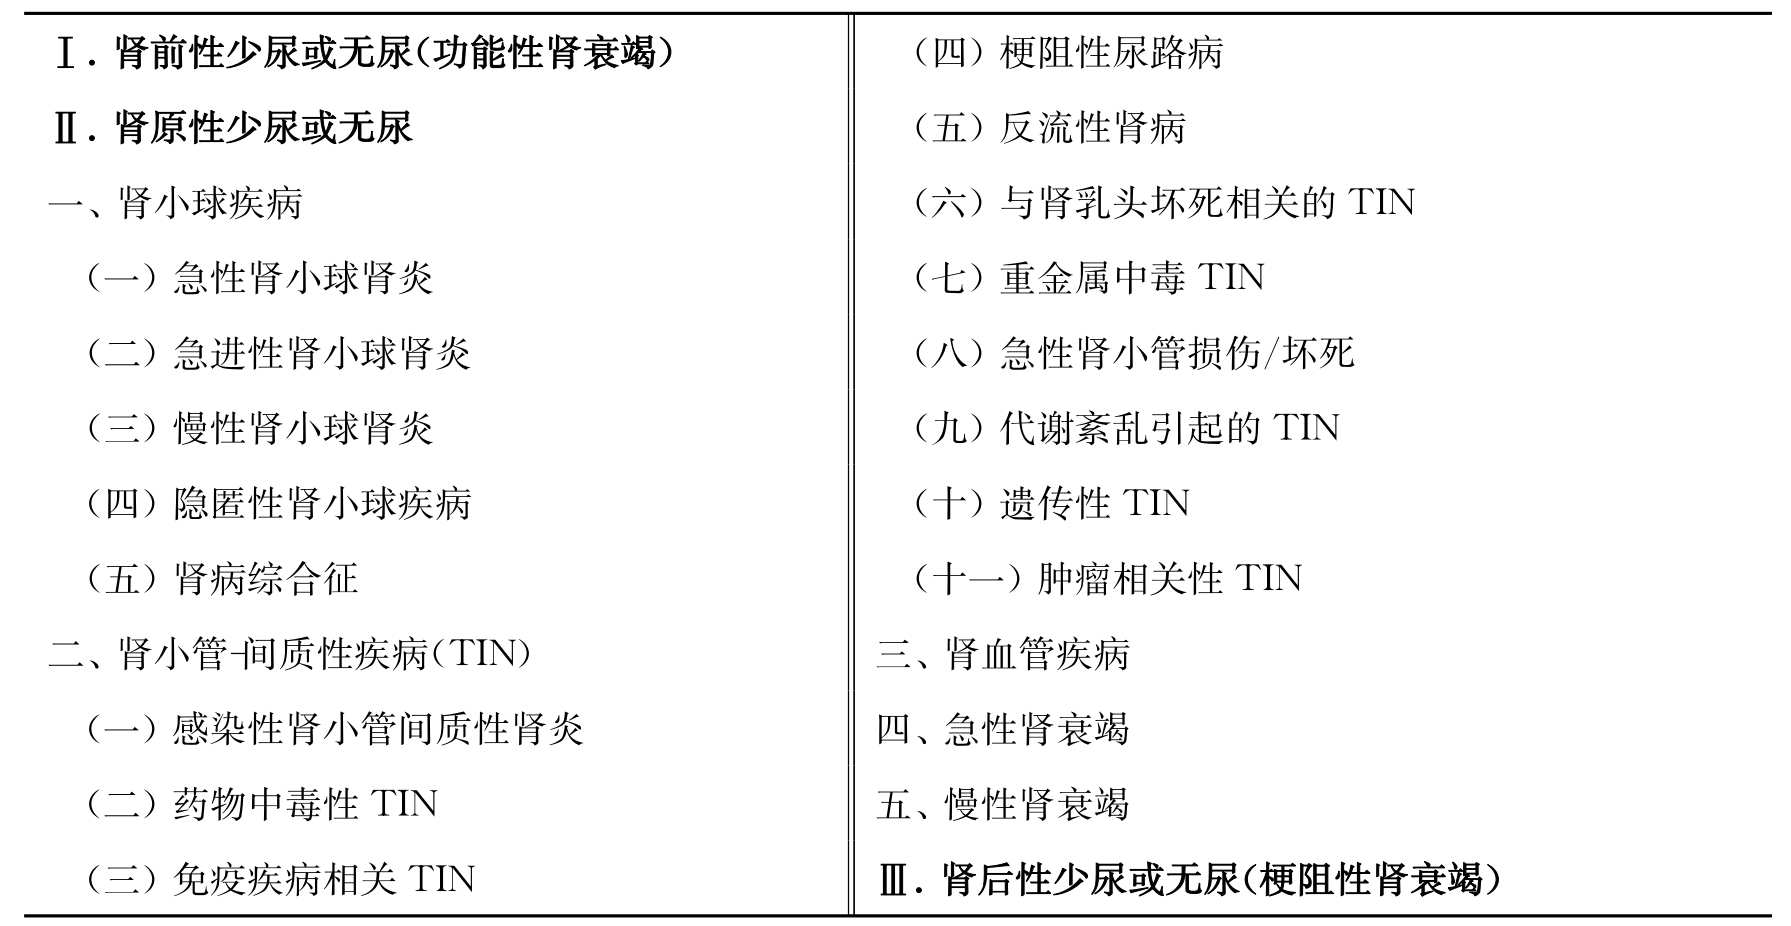 Ⅰ. 肾前性少尿或无尿(功能性肾衰竭)
Ⅱ. 肾原性少尿或无尿
一、肾小球疾病
(一) 急性肾小球肾炎
(二) 急进性肾小球肾炎
(三) 慢性肾小球肾炎
(四) 隐匿性肾小球疾病
(五) 肾病综合征
二、肾小管-间质性疾病(TIN)
(一) 感染性肾小管间质性肾炎
(二) 药物中毒性 TIN
(三) 免疫疾病相关 TIN
(四) 梗阻性尿路病
(五) 反流性肾病
(六) 与肾乳头坏死相关的 TIN
(七) 重金属中毒 TIN
(八) 急性肾小管损伤/坏死
(九) 代谢紊乱引起的 TIN
(十) 遗传性 TIN
(十一) 肿瘤相关性 TIN
三、肾血管疾病
四、急性肾衰竭
五、慢性肾衰竭
Ⅲ. 肾后性少尿或无尿(梗阻性肾衰竭)